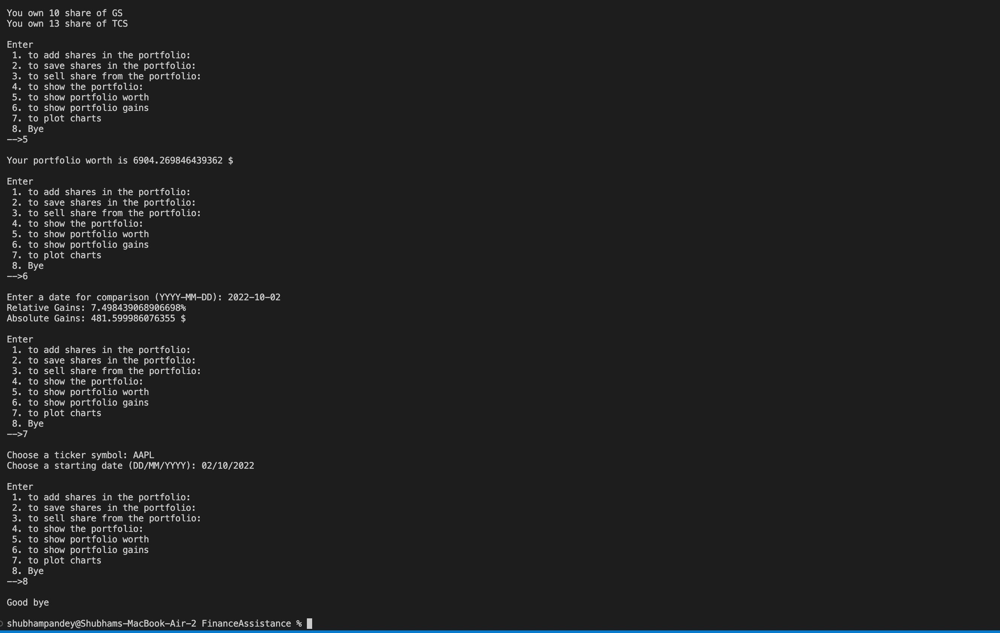 You own 10 share of GS
You own 13 share of TCS
Enter
1. to add shares in the portfolio:
2. to save shares in the portfolio:
3. to sell share from the portfolio:
4. to show the portfolio:
5. to show portfolio worth
6. to show portfolio gains
7. to plot charts
8. Bye
-->5
Your portfolio worth is 6904.269846439362 $
Enter
1. to add shares in the portfolio:
2. to save shares in the portfolio:
3. to sell share from the portfolio:
4. to show the portfolio:
5. to show portfolio worth
6. to show portfolio gains
7. to plot charts
8. Bye
-->6
Enter a date for comparison (YYYY-MM-DD): 2022-10-02
Relative Gains: 7.498439068906698%
Absolute Gains: 481.599986076355 $
Enter
1. to add shares in the portfolio:
2. to save shares in the portfolio:
3. to sell share from the portfolio:
4. to show the portfolio:
5. to show portfolio worth
6. to show portfolio gains
7. to plot charts
8. Bye
-->7
Choose a ticker symbol: AAPL
Choose a starting date (DD/MM/YYYY): 02/10/2022
Enter
1. to add shares in the portfolio:
2. to save shares in the portfolio:
3. to sell share from the portfolio:
4. to show the portfolio:
5. to show portfolio worth
6. to show portfolio gains
7. to plot charts
8. Bye
-->8
Good bye
shubhampandey@Shubhams-MacBook-Air-2 FinanceAssistance %